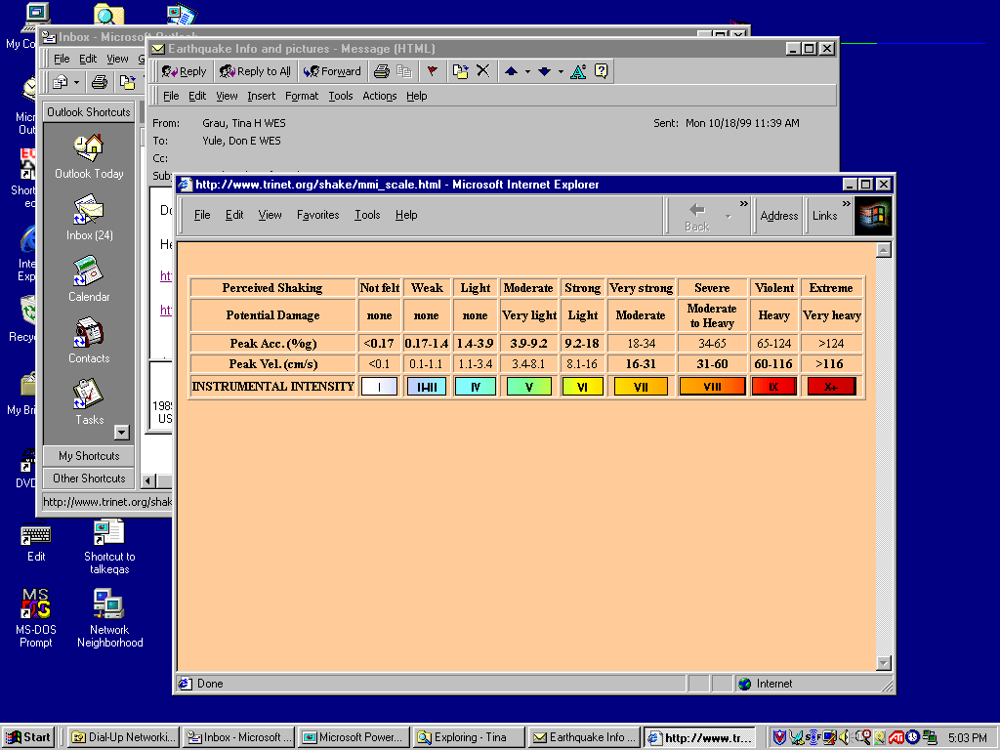 My Co
Inbox - Microsoft Outlook
File Edit View G
Earthquake Info and pictures - Message (HTML)
Reply Reply to All Forward
File Edit View Insert Format Tools Actions Help
From: Grau, Tina H WES
Sent: Mon 10/18/99 11:39 AM
To: Yule, Don E WES
Cc:
Subj
Do
He
htt
htt
1989
US
Outlook Shortcuts
Outlook Today
Inbox (24)
Calendar
Contacts
Tasks
My Shortcuts
Other Shortcuts
http://www.trinet.org/shak
Micr
Out
Short
ec
Inte
Exp
Recyc
My Bri
DVD
Edit
Shortcut to
talkeqas
MS-DOS
Prompt
Network
Neighborhood
http://www.trinet.org/shake/mmi_scale.html - Microsoft Internet Explorer
File Edit View Favorites Tools Help
Back
Address
Links
Perceived Shaking Not felt Weak Light Moderate Strong Very strong Severe Violent Extreme
Potential Damage none none none Very light Light Moderate Moderate to Heavy Heavy Very heavy
Peak Acc. (%g) <0.17 0.17-1.4 1.4-3.9 3.9-9.2 9.2-18 18-34 34-65 65-124 >124
Peak Vel. (cm/s) <0.1 0.1-1.1 1.1-3.4 3.4-8.1 8.1-16 16-31 31-60 60-116 >116
INSTRUMENTAL INTENSITY I II-III IV V VI VII VIII IX X+
Done
Internet
Start Dial-Up Networki... Inbox - Microsoft ... Microsoft Power... Exploring - Tina Earthquake Info ... http://www.tr... 5:03 PM